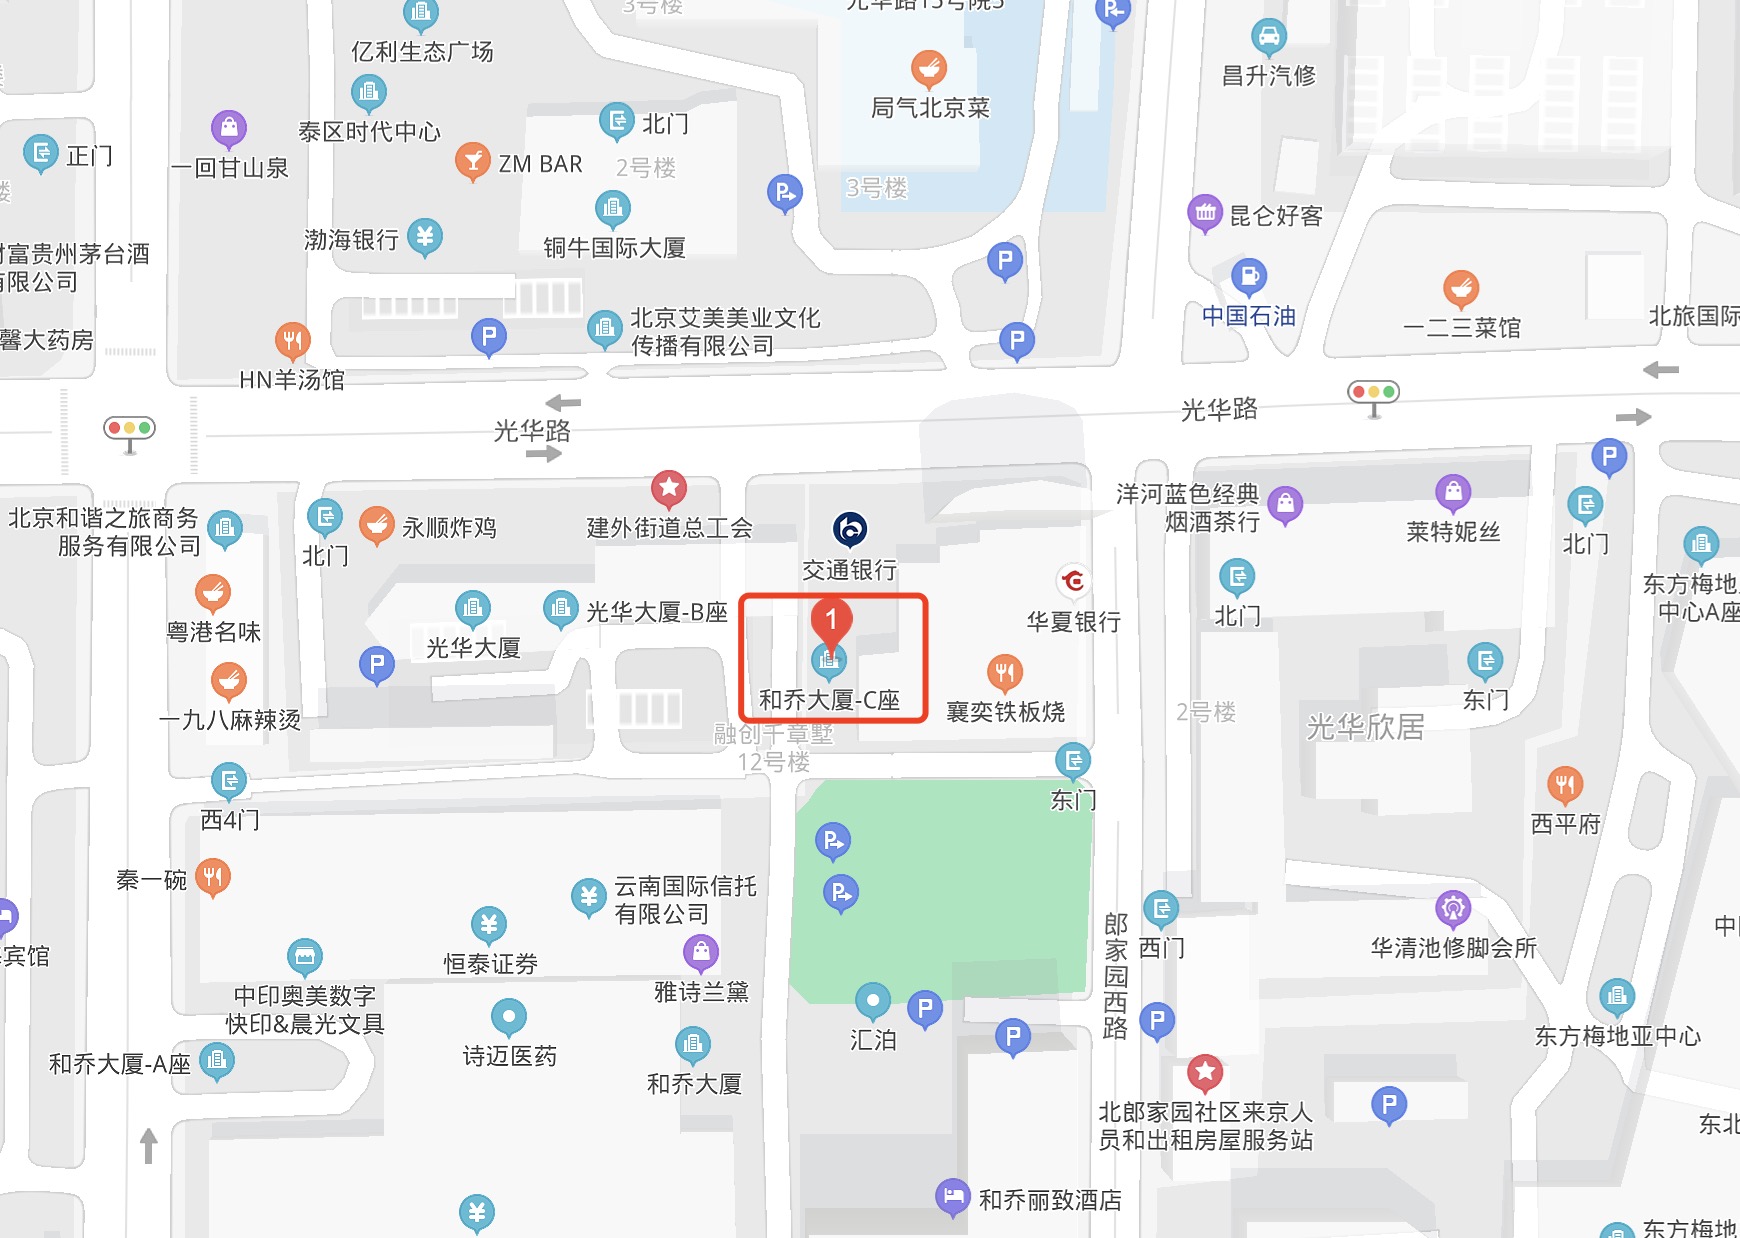 3号楼
光华路15号院5
亿利生态广场
昌升汽修
局气北京菜
泰区时代中心
北门
正门
一回甘山泉
ZM BAR
2号楼
3号楼
渤海银行
铜牛国际大厦
昆仑好客
财富贵州茅台酒
有限公司
中国石油
北京艾美美业文化
传播有限公司
一二三菜馆
北旅国际
馨大药房
HN羊汤馆
光华路
光华路
北京和谐之旅商务
服务有限公司
北门
永顺炸鸡
建外街道总工会
交通银行
洋河蓝色经典
烟酒茶行
莱特妮丝
北门
东方梅地
中心A座
粤港名味
光华大厦
光华大厦-B座
1
和乔大厦-C座
华夏银行
北门
东门
一九八麻辣烫
襄奕铁板烧
2号楼
光华欣居
融创千章墅
12号楼
西4门
东门
西平府
秦一碗
云南国际信托
有限公司
恒泰证券
雅诗兰黛
郎家园西路
西门
华清池修脚会所
宾馆
中印奥美数字
快印&晨光文具
诗迈医药
汇泊
东方梅地亚中心
和乔大厦-A座
和乔大厦
北郎家园社区来京人
员和出租房屋服务站
东北
和乔丽致酒店
东方梅地